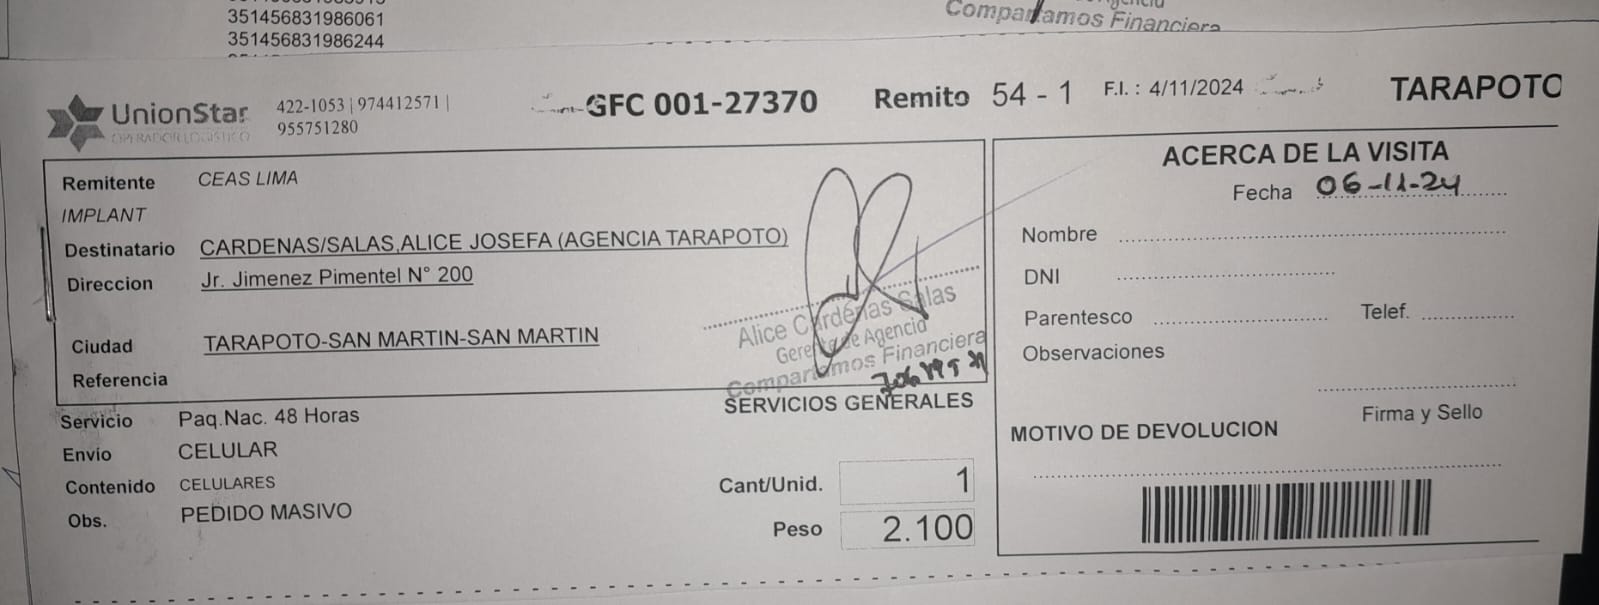 351456831986061
351456831986244
Compartamos Financiera
UnionStar
OPERADOR LOGISTICO
422-1053 | 974412571 |
955751280
GFC 001-27370
Remito 54 - 1
F.I. : 4/11/2024
TARAPOTO
Remitente CEAS LIMA
IMPLANT
Destinatario CARDENAS/SALAS,ALICE JOSEFA (AGENCIA TARAPOTO)
Direccion Jr. Jimenez Pimentel N° 200
Ciudad TARAPOTO-SAN MARTIN-SAN MARTIN
Referencia
Alice Cárdenas Salas
Gerente de Agencia
Compartamos Financiera
Servicio Paq.Nac. 48 Horas
SERVICIOS GENERALES
Envío CELULAR
Contenido CELULARES
Cant/Unid. 1
Obs. PEDIDO MASIVO
Peso 2.100
ACERCA DE LA VISITA
Fecha 06-11-24
Nombre
DNI
Parentesco Telef.
Observaciones
Firma y Sello
MOTIVO DE DEVOLUCION